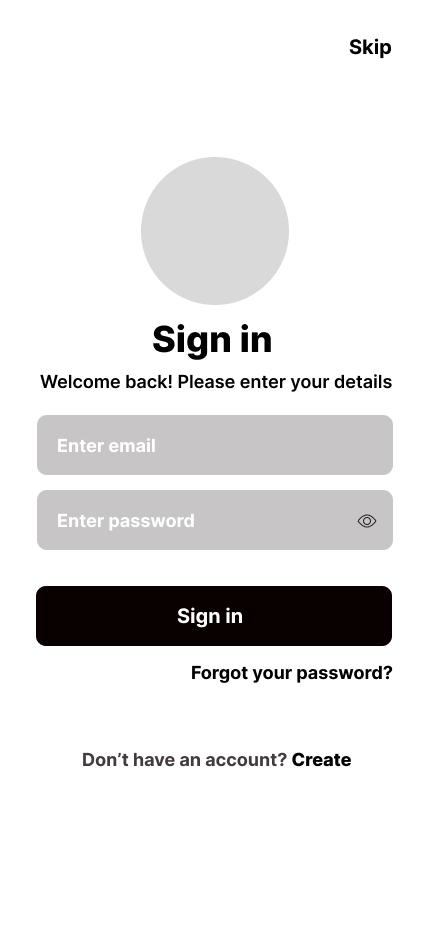 Skip
Sign in
Welcome back! Please enter your details
Enter email
Enter password
Sign in
Forgot your password?
Don’t have an account? Create